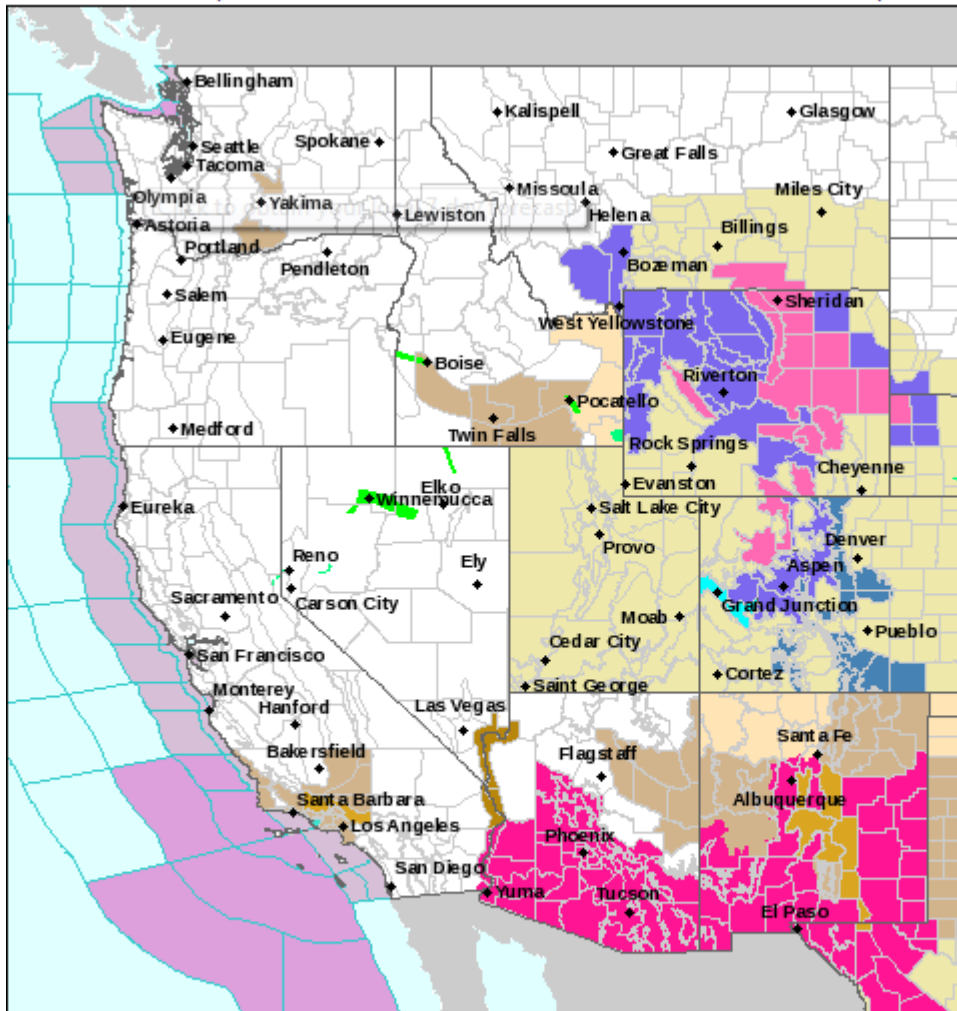 Bellingham
Kalispell
Glasgow
Seattle
Spokane
Great Falls
Tacoma
Missoula
Miles City
Olympia
Yakima
Lewiston
Helena
Astoria
Billings
Portland
Pendleton
Bozeman
Salem
Sheridan
West Yellowstone
Eugene
Boise
Riverton
Pocatello
Medford
Twin Falls
Rock Springs
Cheyenne
Elko
Evanston
Winnemucca
Eureka
Salt Lake City
Provo
Denver
Reno
Ely
Aspen
Sacramento
Carson City
Grand Junction
Moab
Pueblo
San Francisco
Cedar City
Cortez
Saint George
Monterey
Hanford
Las Vegas
Bakersfield
Flagstaff
Santa Fe
Santa Barbara
Albuquerque
Los Angeles
Phoenix
San Diego
Yuma
Tucson
El Paso